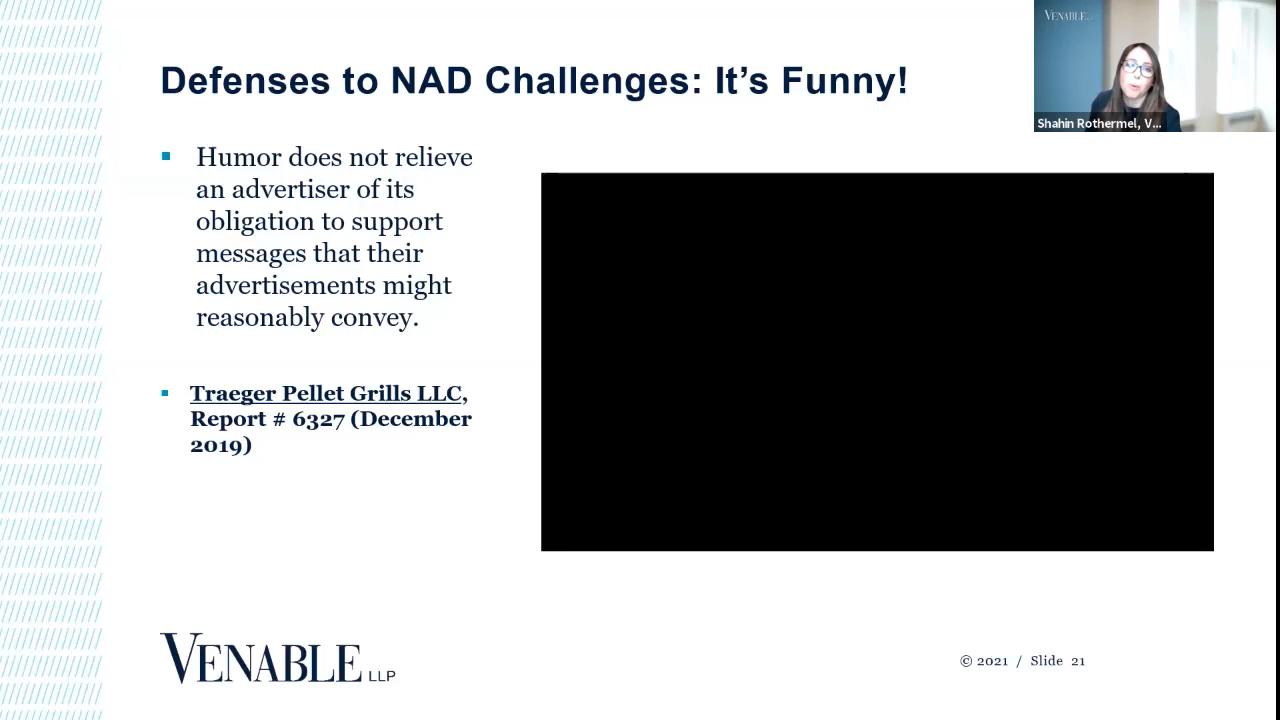 VENABLE
Defenses to NAD Challenges: It’s Funny!
Shahin Rothermel, V...
Humor does not relieve
an advertiser of its
obligation to support
messages that their
advertisements might
reasonably convey.
Traeger Pellet Grills LLC,
Report # 6327 (December
2019)
VENABLE LLP
© 2021 / Slide 21